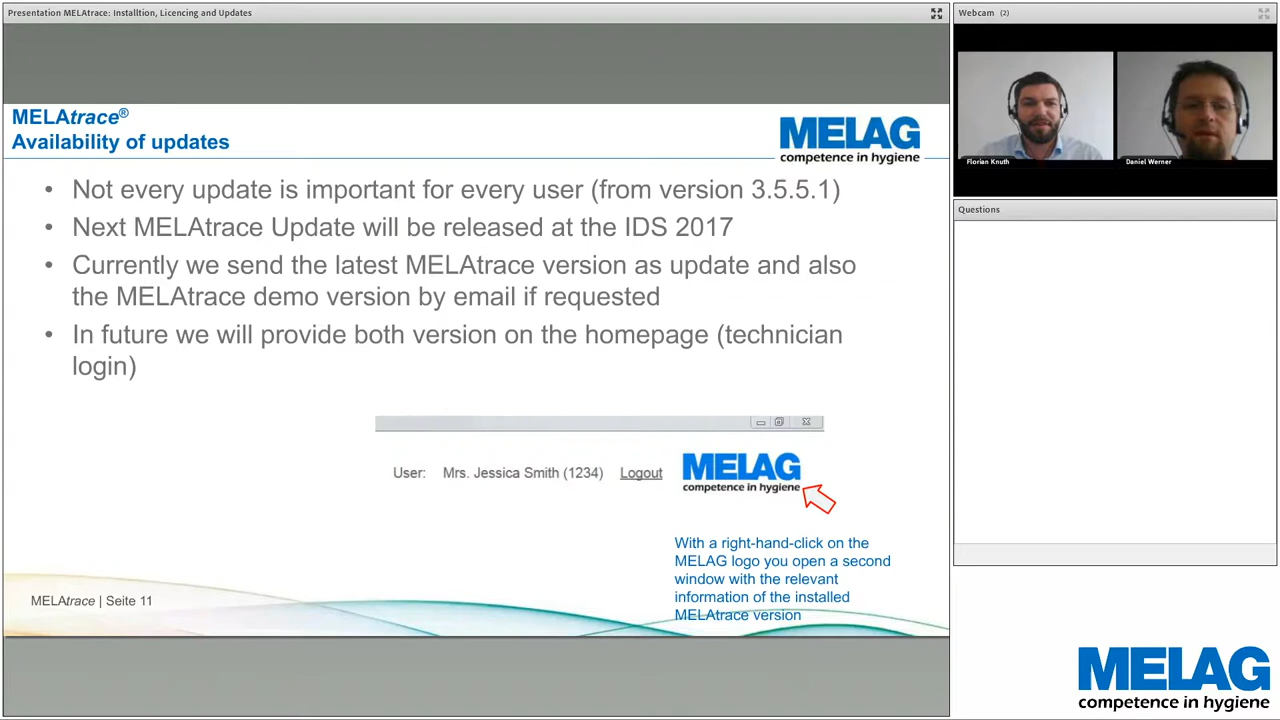 Presentation MELAtrace: Installtion, Licencing and Updates
Webcam (2)
MELAtrace®
Availability of updates
MELAG
competence in hygiene
Florian Knuth
Daniel Werner
• Not every update is important for every user (from version 3.5.5.1)
• Next MELAtrace Update will be released at the IDS 2017
• Currently we send the latest MELAtrace version as update and also
the MELAtrace demo version by email if requested
• In future we will provide both version on the homepage (technician
login)
Questions
User: Mrs. Jessica Smith (1234) Logout
MELAG
competence in hygiene
With a right-hand-click on the
MELAG logo you open a second
window with the relevant
information of the installed
MELAtrace version
MELAtrace | Seite 11
MELAG
competence in hygiene